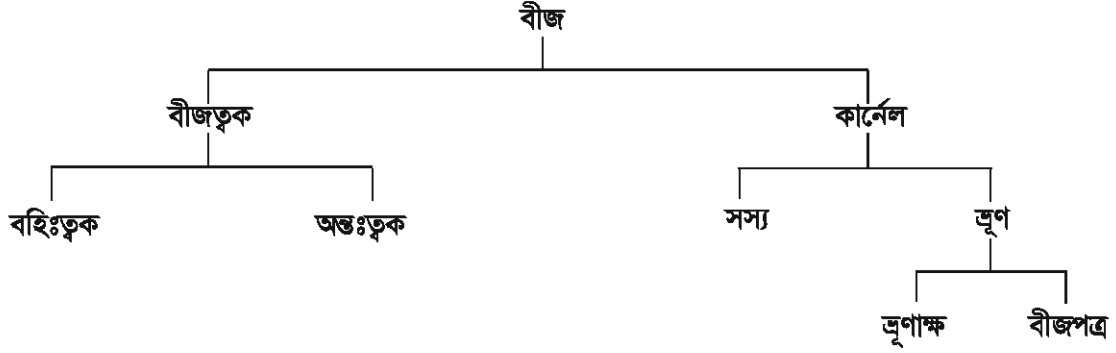 বীজ
বীজত্বক কার্নেল
বহিঃত্বক অন্তঃত্বক সস্য ভ্রূণ
ভ্রূণাক্ষ বীজপত্র